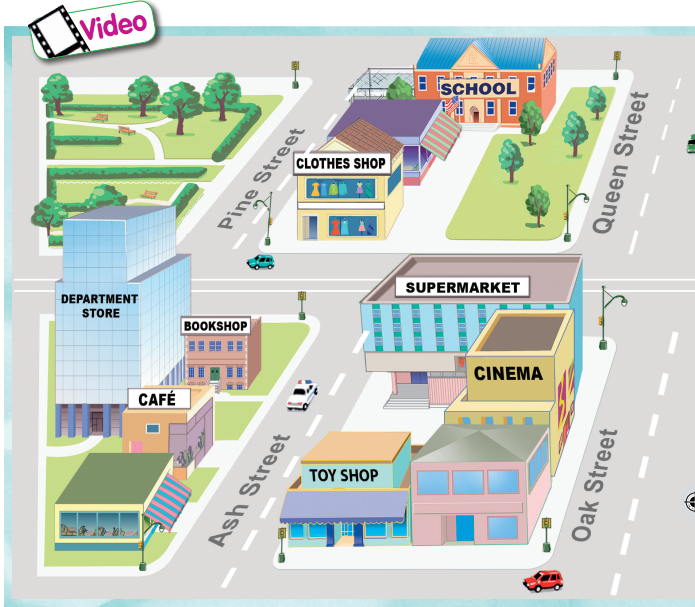 Video
SCHOOL
CLOTHES SHOP
Pine Street
Queen Street
DEPARTMENT
STORE
BOOKSHOP
SUPERMARKET
CAFÉ
CINEMA
TOY SHOP
Ash Street
Oak Street